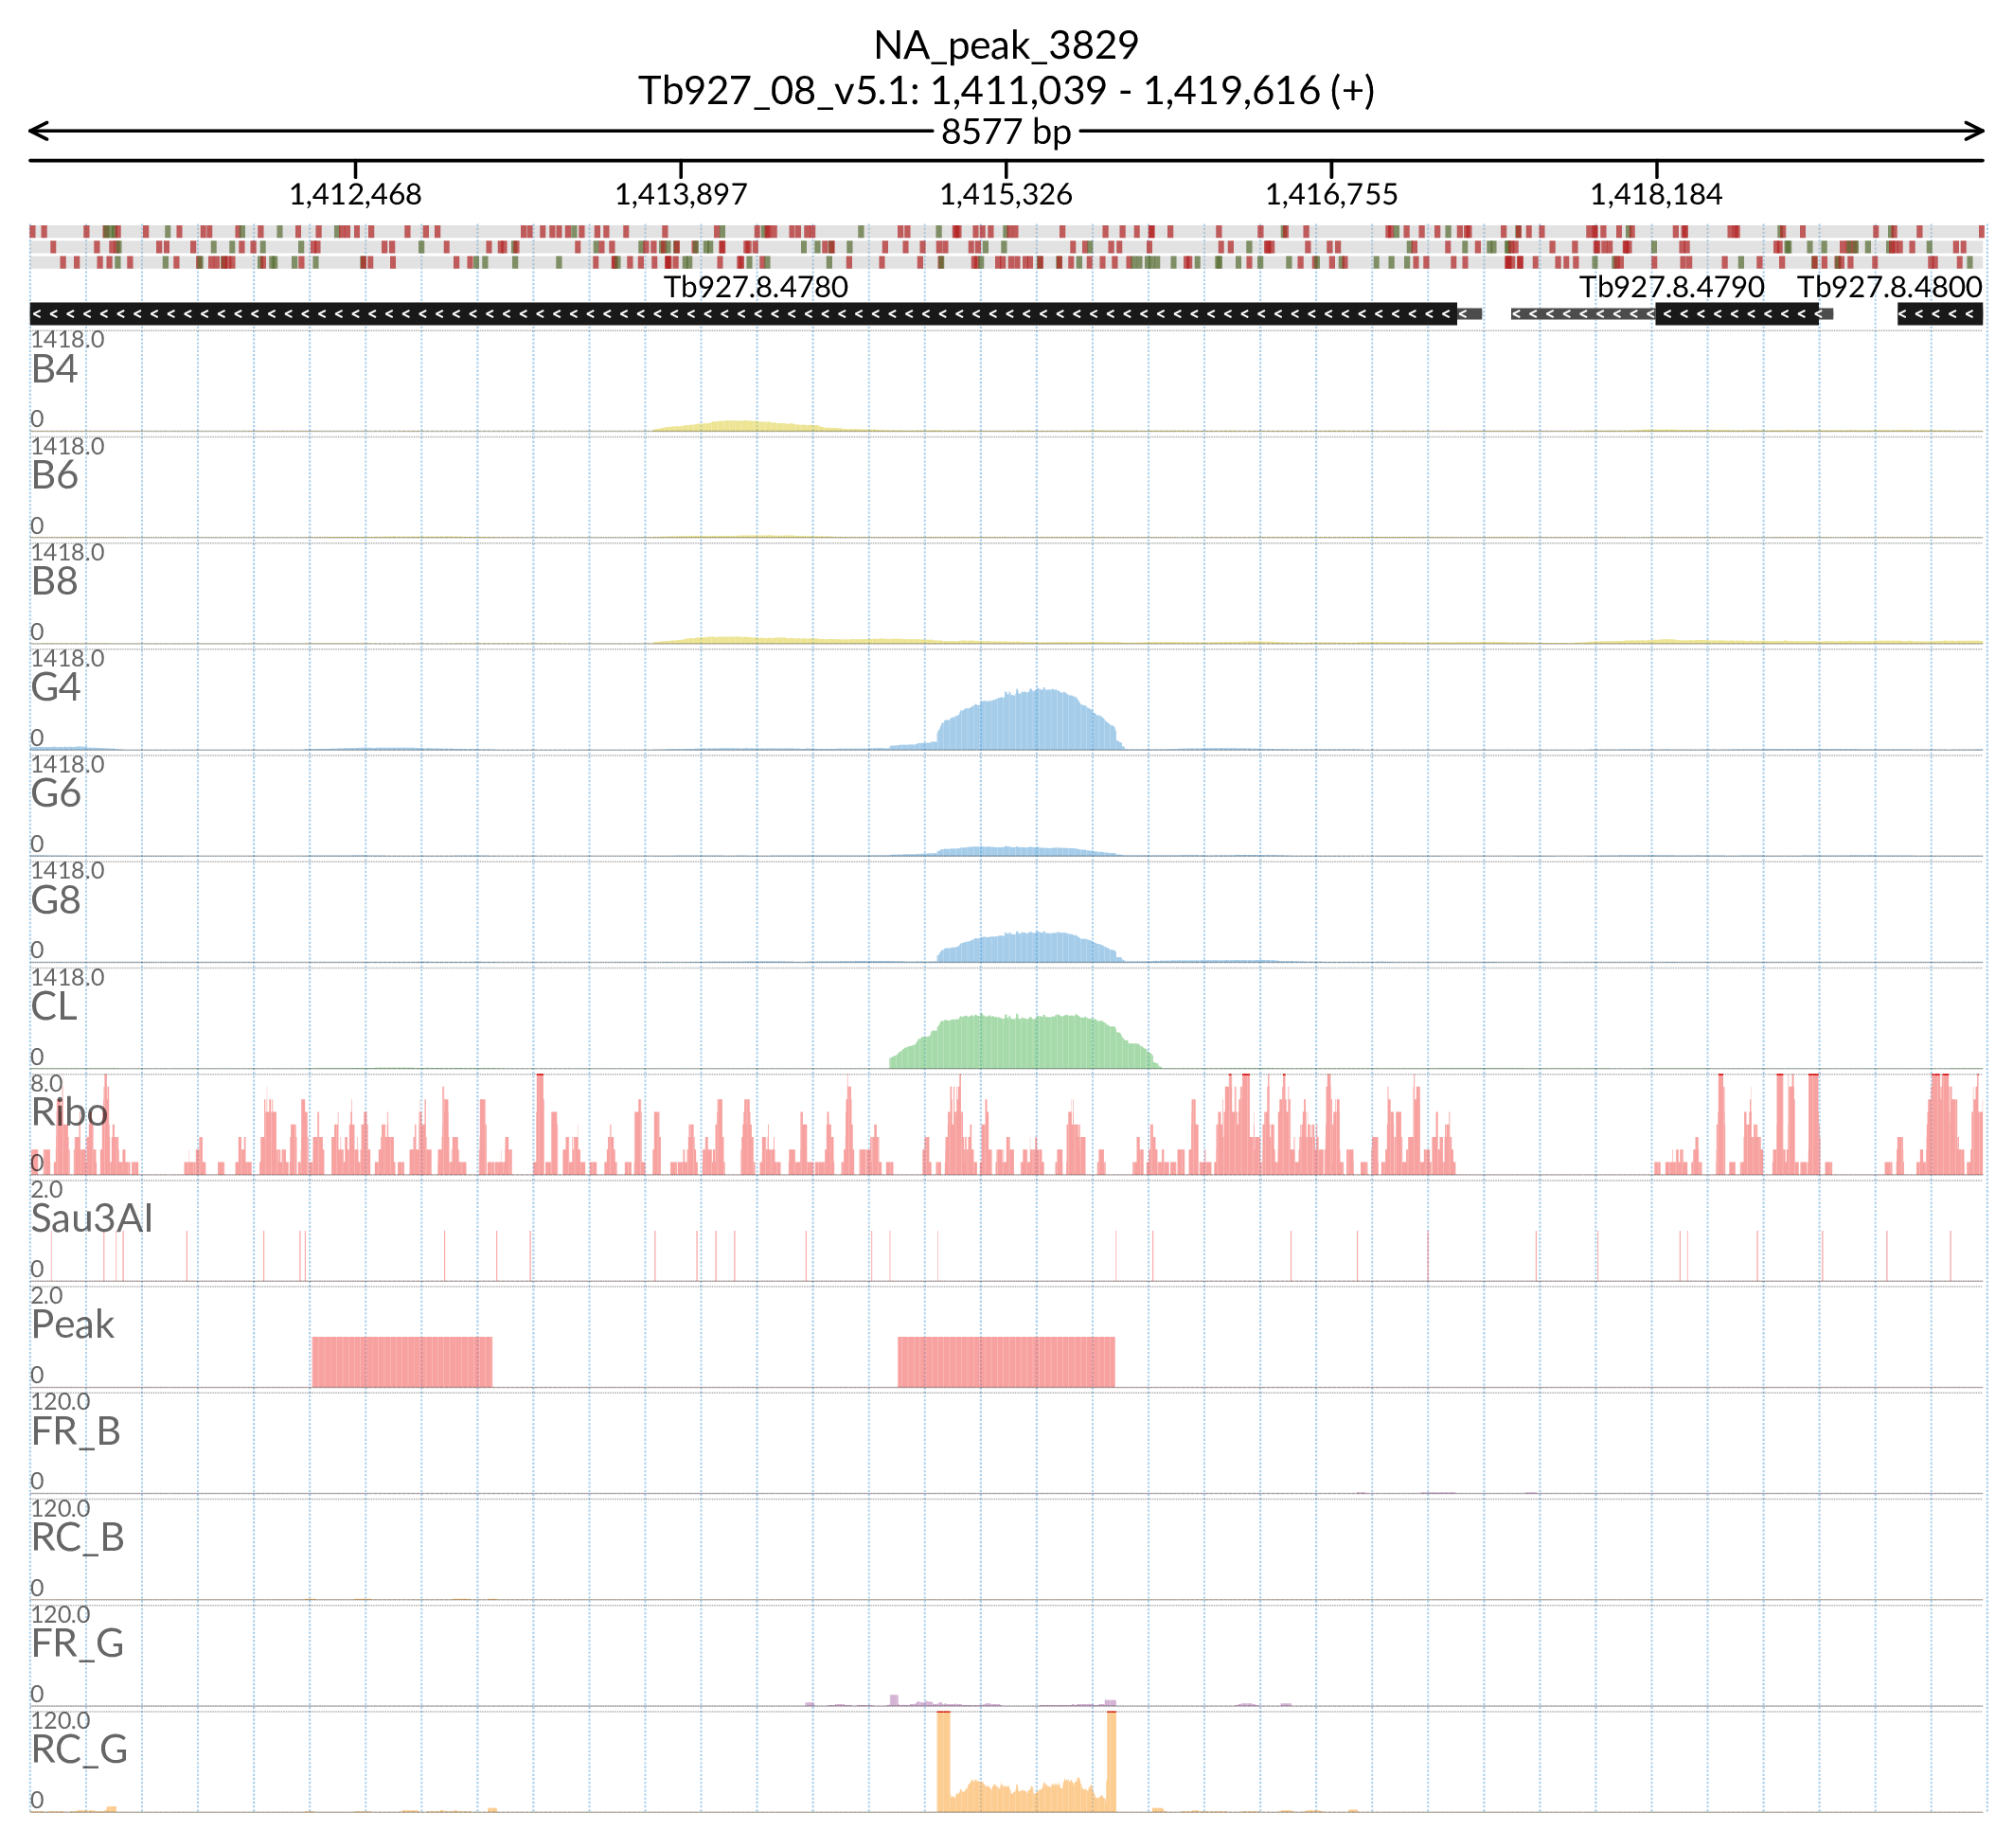 NA_peak_3829
Tb927_08_v5.1: 1,411,039 - 1,419,616 (+)
8577 bp
1,412,468 1,413,897 1,415,326 1,416,755 1,418,184
Tb927.8.4780 Tb927.8.4790 Tb927.8.4800
1418.0
B4
0
1418.0
B6
0
1418.0
B8
0
1418.0
G4
0
1418.0
G6
0
1418.0
G8
0
1418.0
CL
0
8.0
Ribo
0
2.0
Sau3AI
0
2.0
Peak
0
120.0
FR_B
0
120.0
RC_B
0
120.0
FR_G
0
120.0
RC_G
0